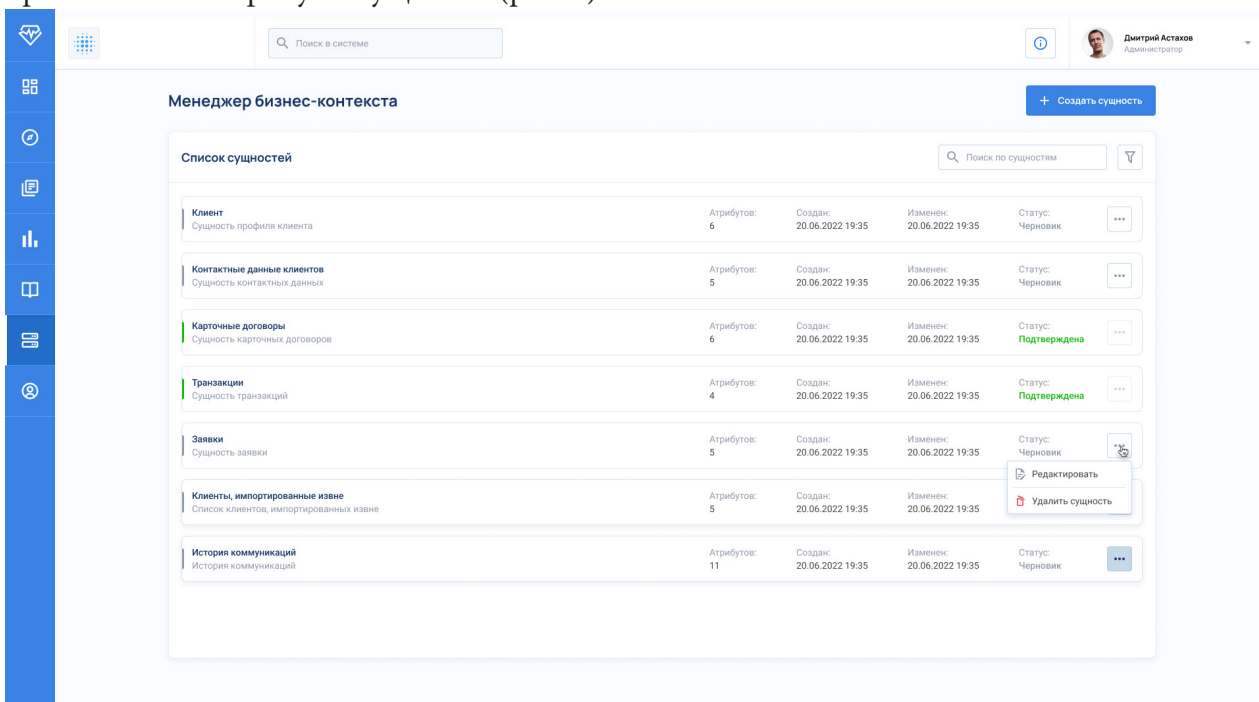 Поиск в системе
Дмитрий Астахов
Администратор
Менеджер бизнес-контекста
+ Создать сущность
Список сущностей
Поиск по сущностям
Клиент
Сущность профиля клиента
Атрибутов:
6
Создан:
20.06.2022 19:35
Изменен:
20.06.2022 19:35
Статус:
Черновик
Контактные данные клиентов
Сущность контактных данных
Атрибутов:
5
Создан:
20.06.2022 19:35
Изменен:
20.06.2022 19:35
Статус:
Черновик
Карточные договоры
Сущность карточных договоров
Атрибутов:
6
Создан:
20.06.2022 19:35
Изменен:
20.06.2022 19:35
Статус:
Подтверждена
Транзакции
Сущность транзакций
Атрибутов:
4
Создан:
20.06.2022 19:35
Изменен:
20.06.2022 19:35
Статус:
Подтверждена
Заявки
Сущность заявки
Атрибутов:
5
Создан:
20.06.2022 19:35
Изменен:
20.06.2022 19:35
Статус:
Черновик
Редактировать
Удалить сущность
Клиенты, импортированные извне
Список клиентов, импортированных извне
Атрибутов:
5
Создан:
20.06.2022 19:35
Изменен:
20.06.2022 19:35
История коммуникаций
История коммуникаций
Атрибутов:
11
Создан:
20.06.2022 19:35
Изменен:
20.06.2022 19:35
Статус:
Черновик